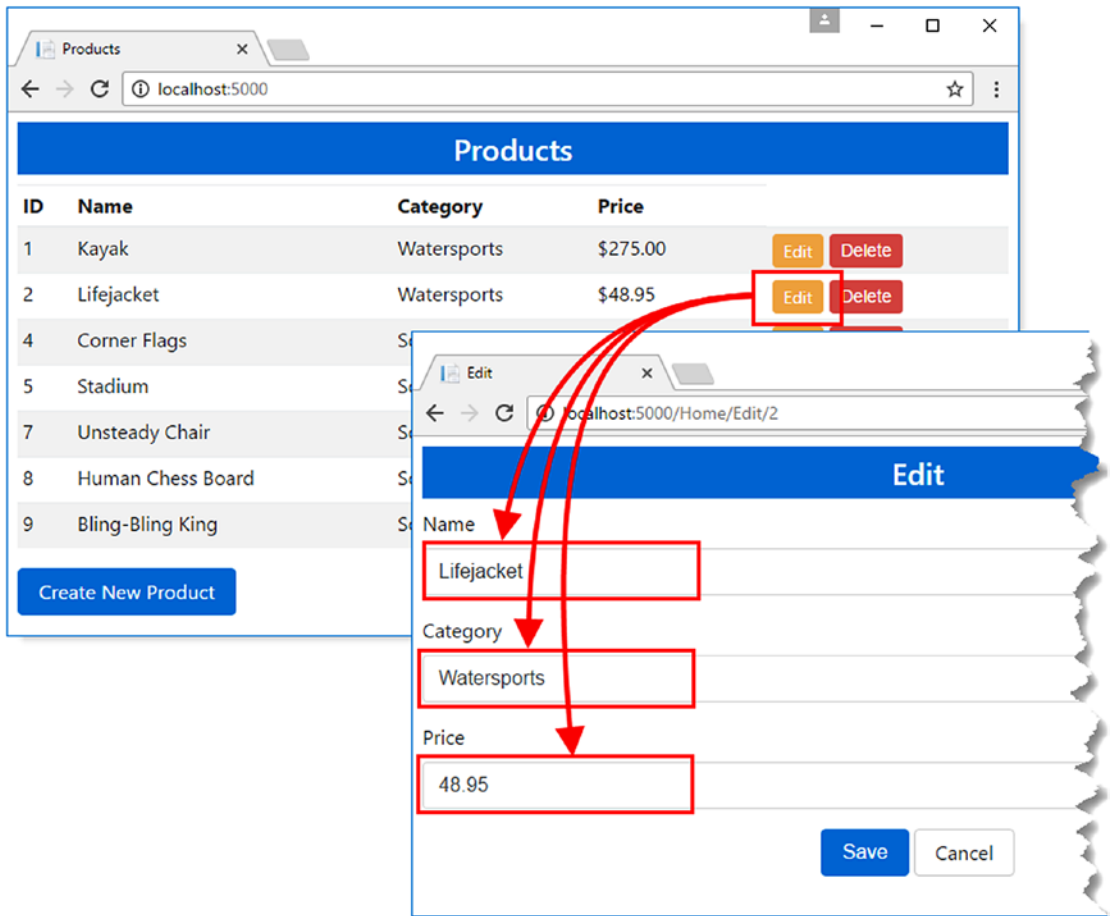 Products
localhost:5000
Products
ID Name Category Price
1 Kayak Watersports $275.00 Edit Delete
2 Lifejacket Watersports $48.95 Edit Delete
4 Corner Flags
5 Stadium
7 Unsteady Chair
8 Human Chess Board
9 Bling-Bling King
Create New Product
Edit
localhost:5000/Home/Edit/2
Edit
Name
Lifejacket
Category
Watersports
Price
48.95
Save Cancel